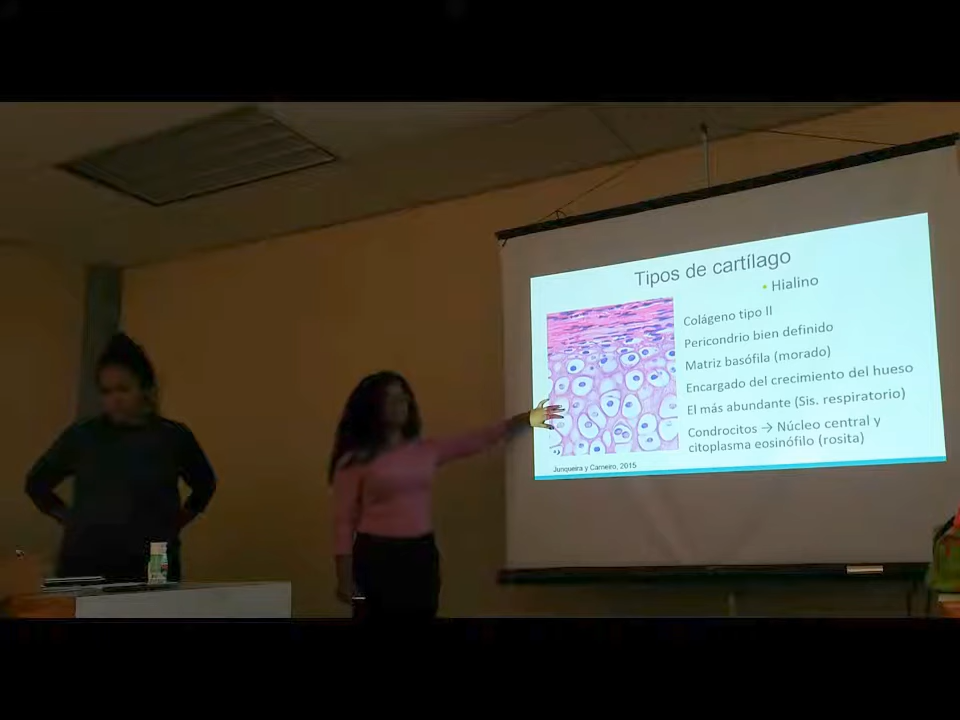 Tipos de cartílago
• Hialino
Colágeno tipo II
Pericondrio bien definido
Matriz basófila (morado)
Encargado del crecimiento del hueso
El más abundante (Sis. respiratorio)
Condrocitos → Núcleo central y
citoplasma eosinófilo (rosita)
Junqueira y Carneiro, 2015